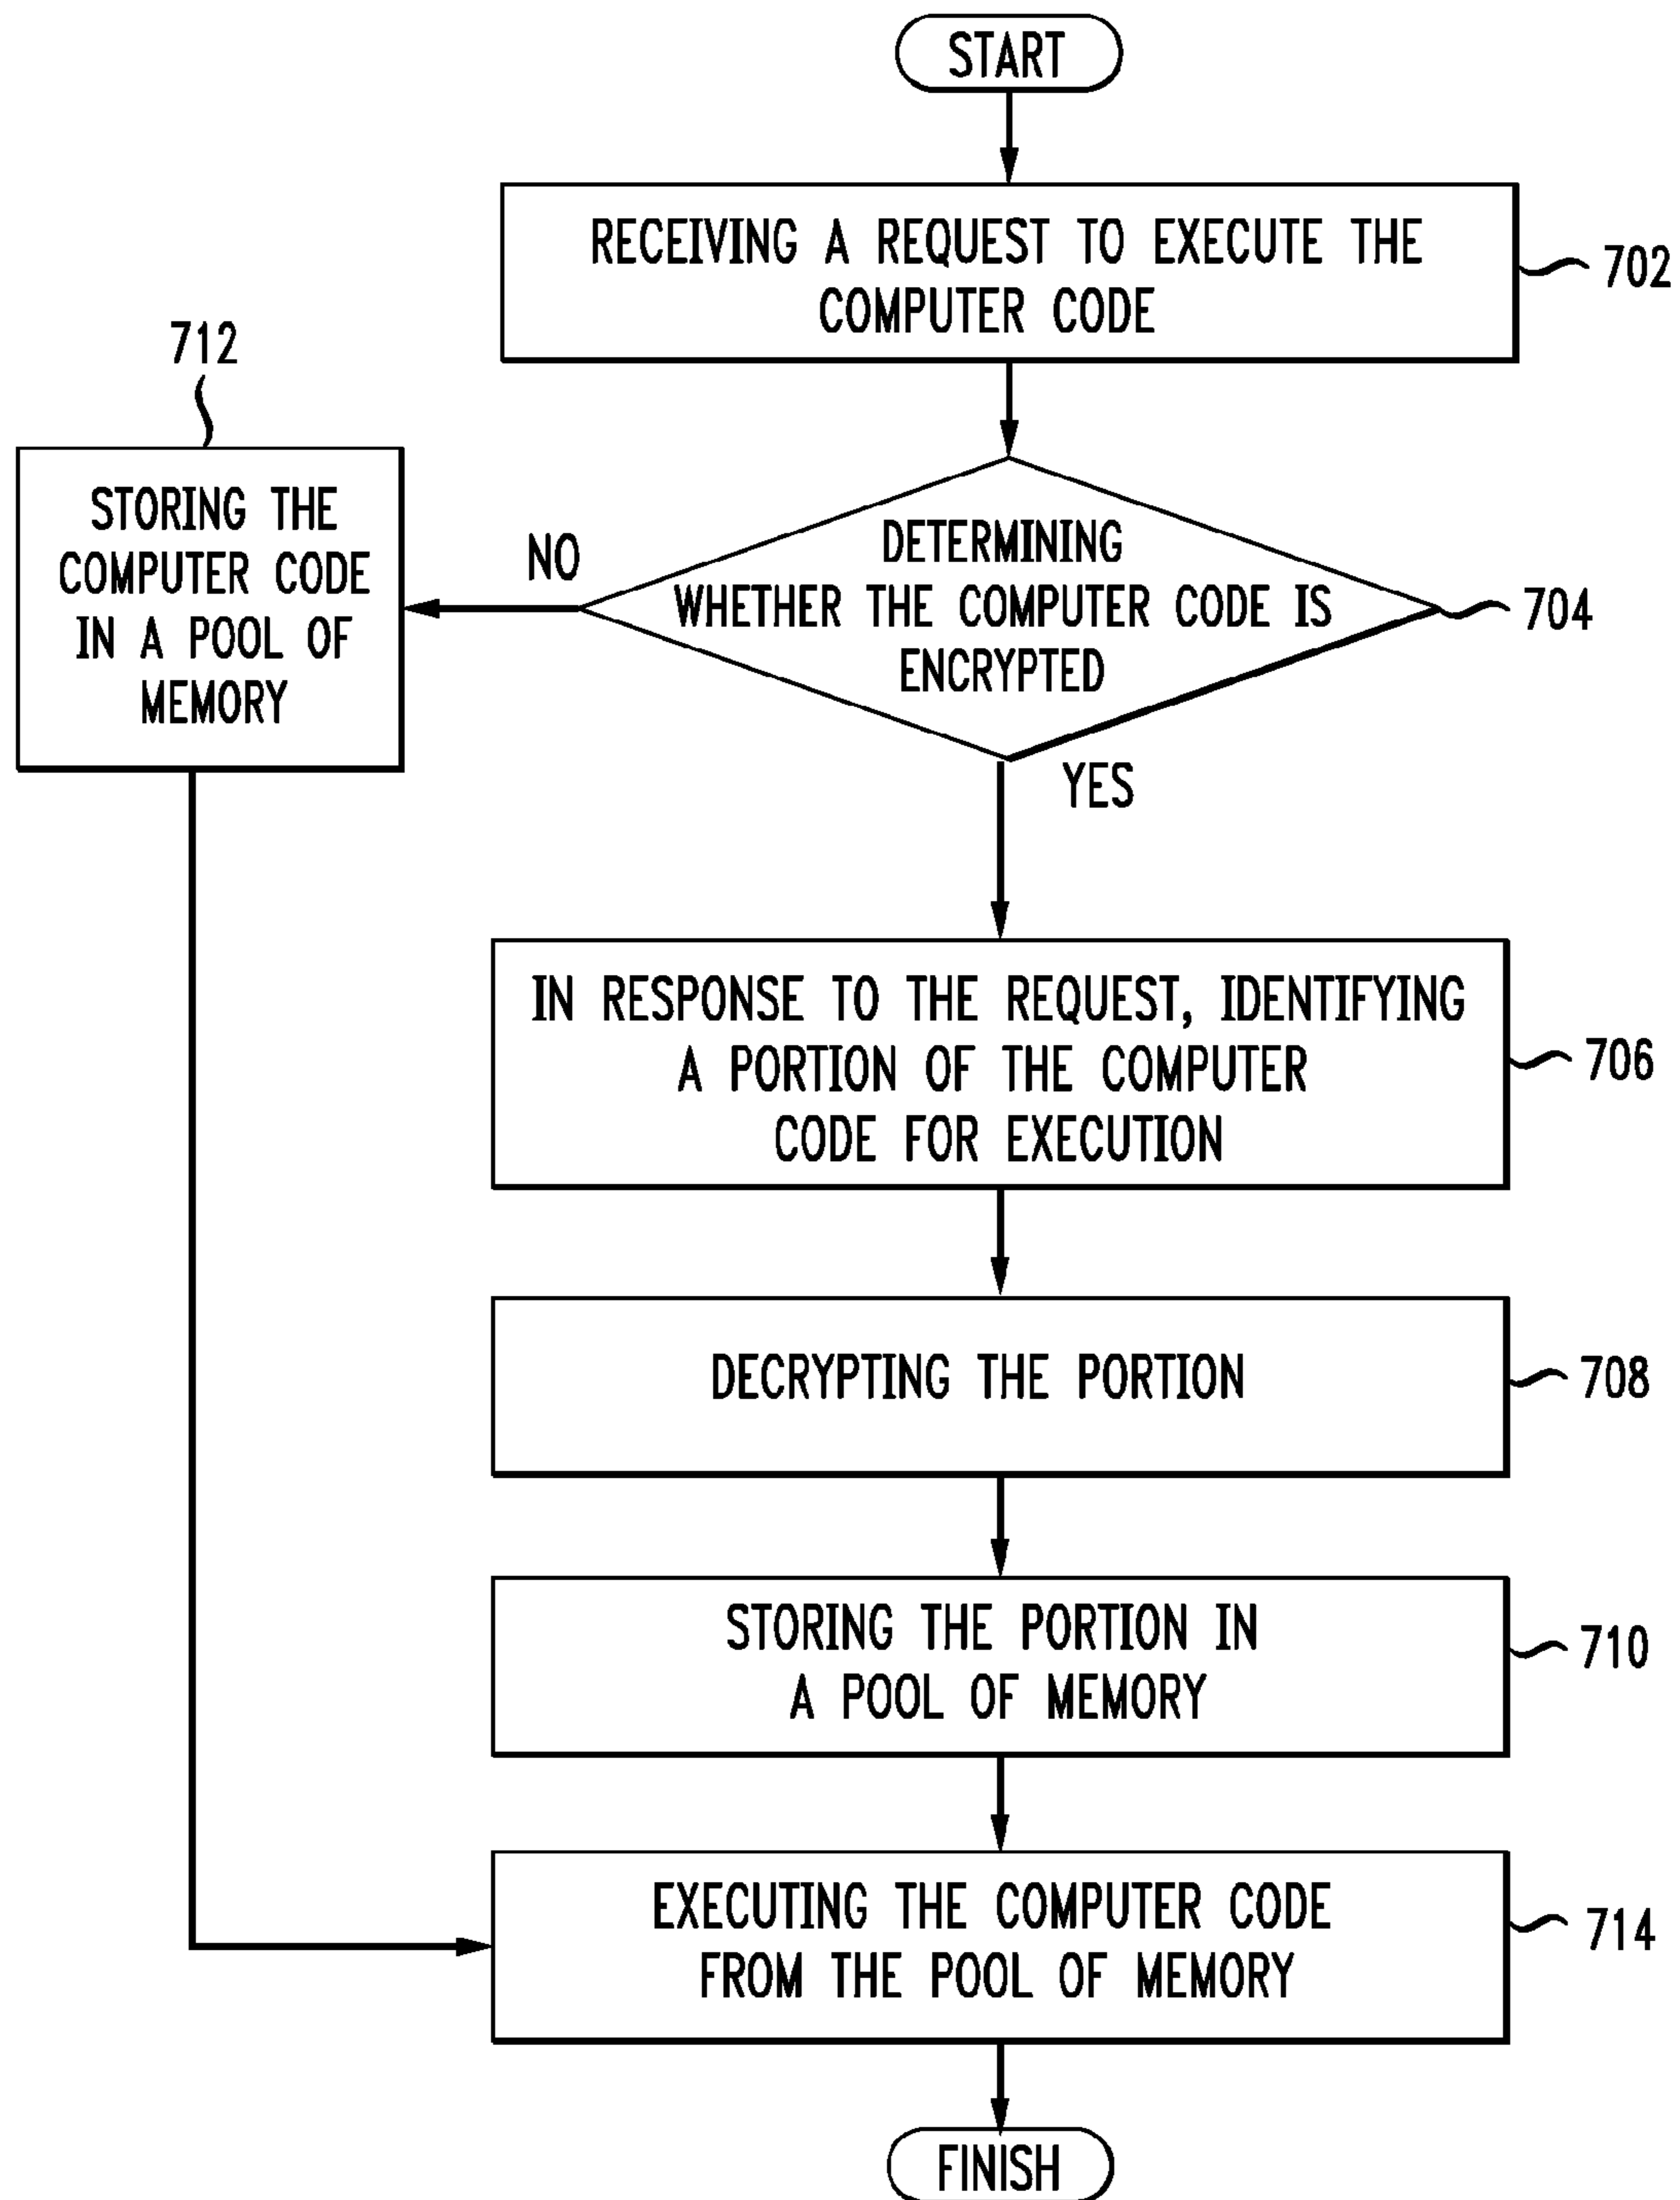 START
RECEIVING A REQUEST TO EXECUTE THE
COMPUTER CODE
702
712
STORING THE
COMPUTER CODE
IN A POOL OF
MEMORY
NO
DETERMINING
WHETHER THE COMPUTER CODE IS
ENCRYPTED
704
YES
IN RESPONSE TO THE REQUEST, IDENTIFYING
A PORTION OF THE COMPUTER
CODE FOR EXECUTION
706
DECRYPTING THE PORTION
708
STORING THE PORTION IN
A POOL OF MEMORY
710
EXECUTING THE COMPUTER CODE
FROM THE POOL OF MEMORY
714
FINISH